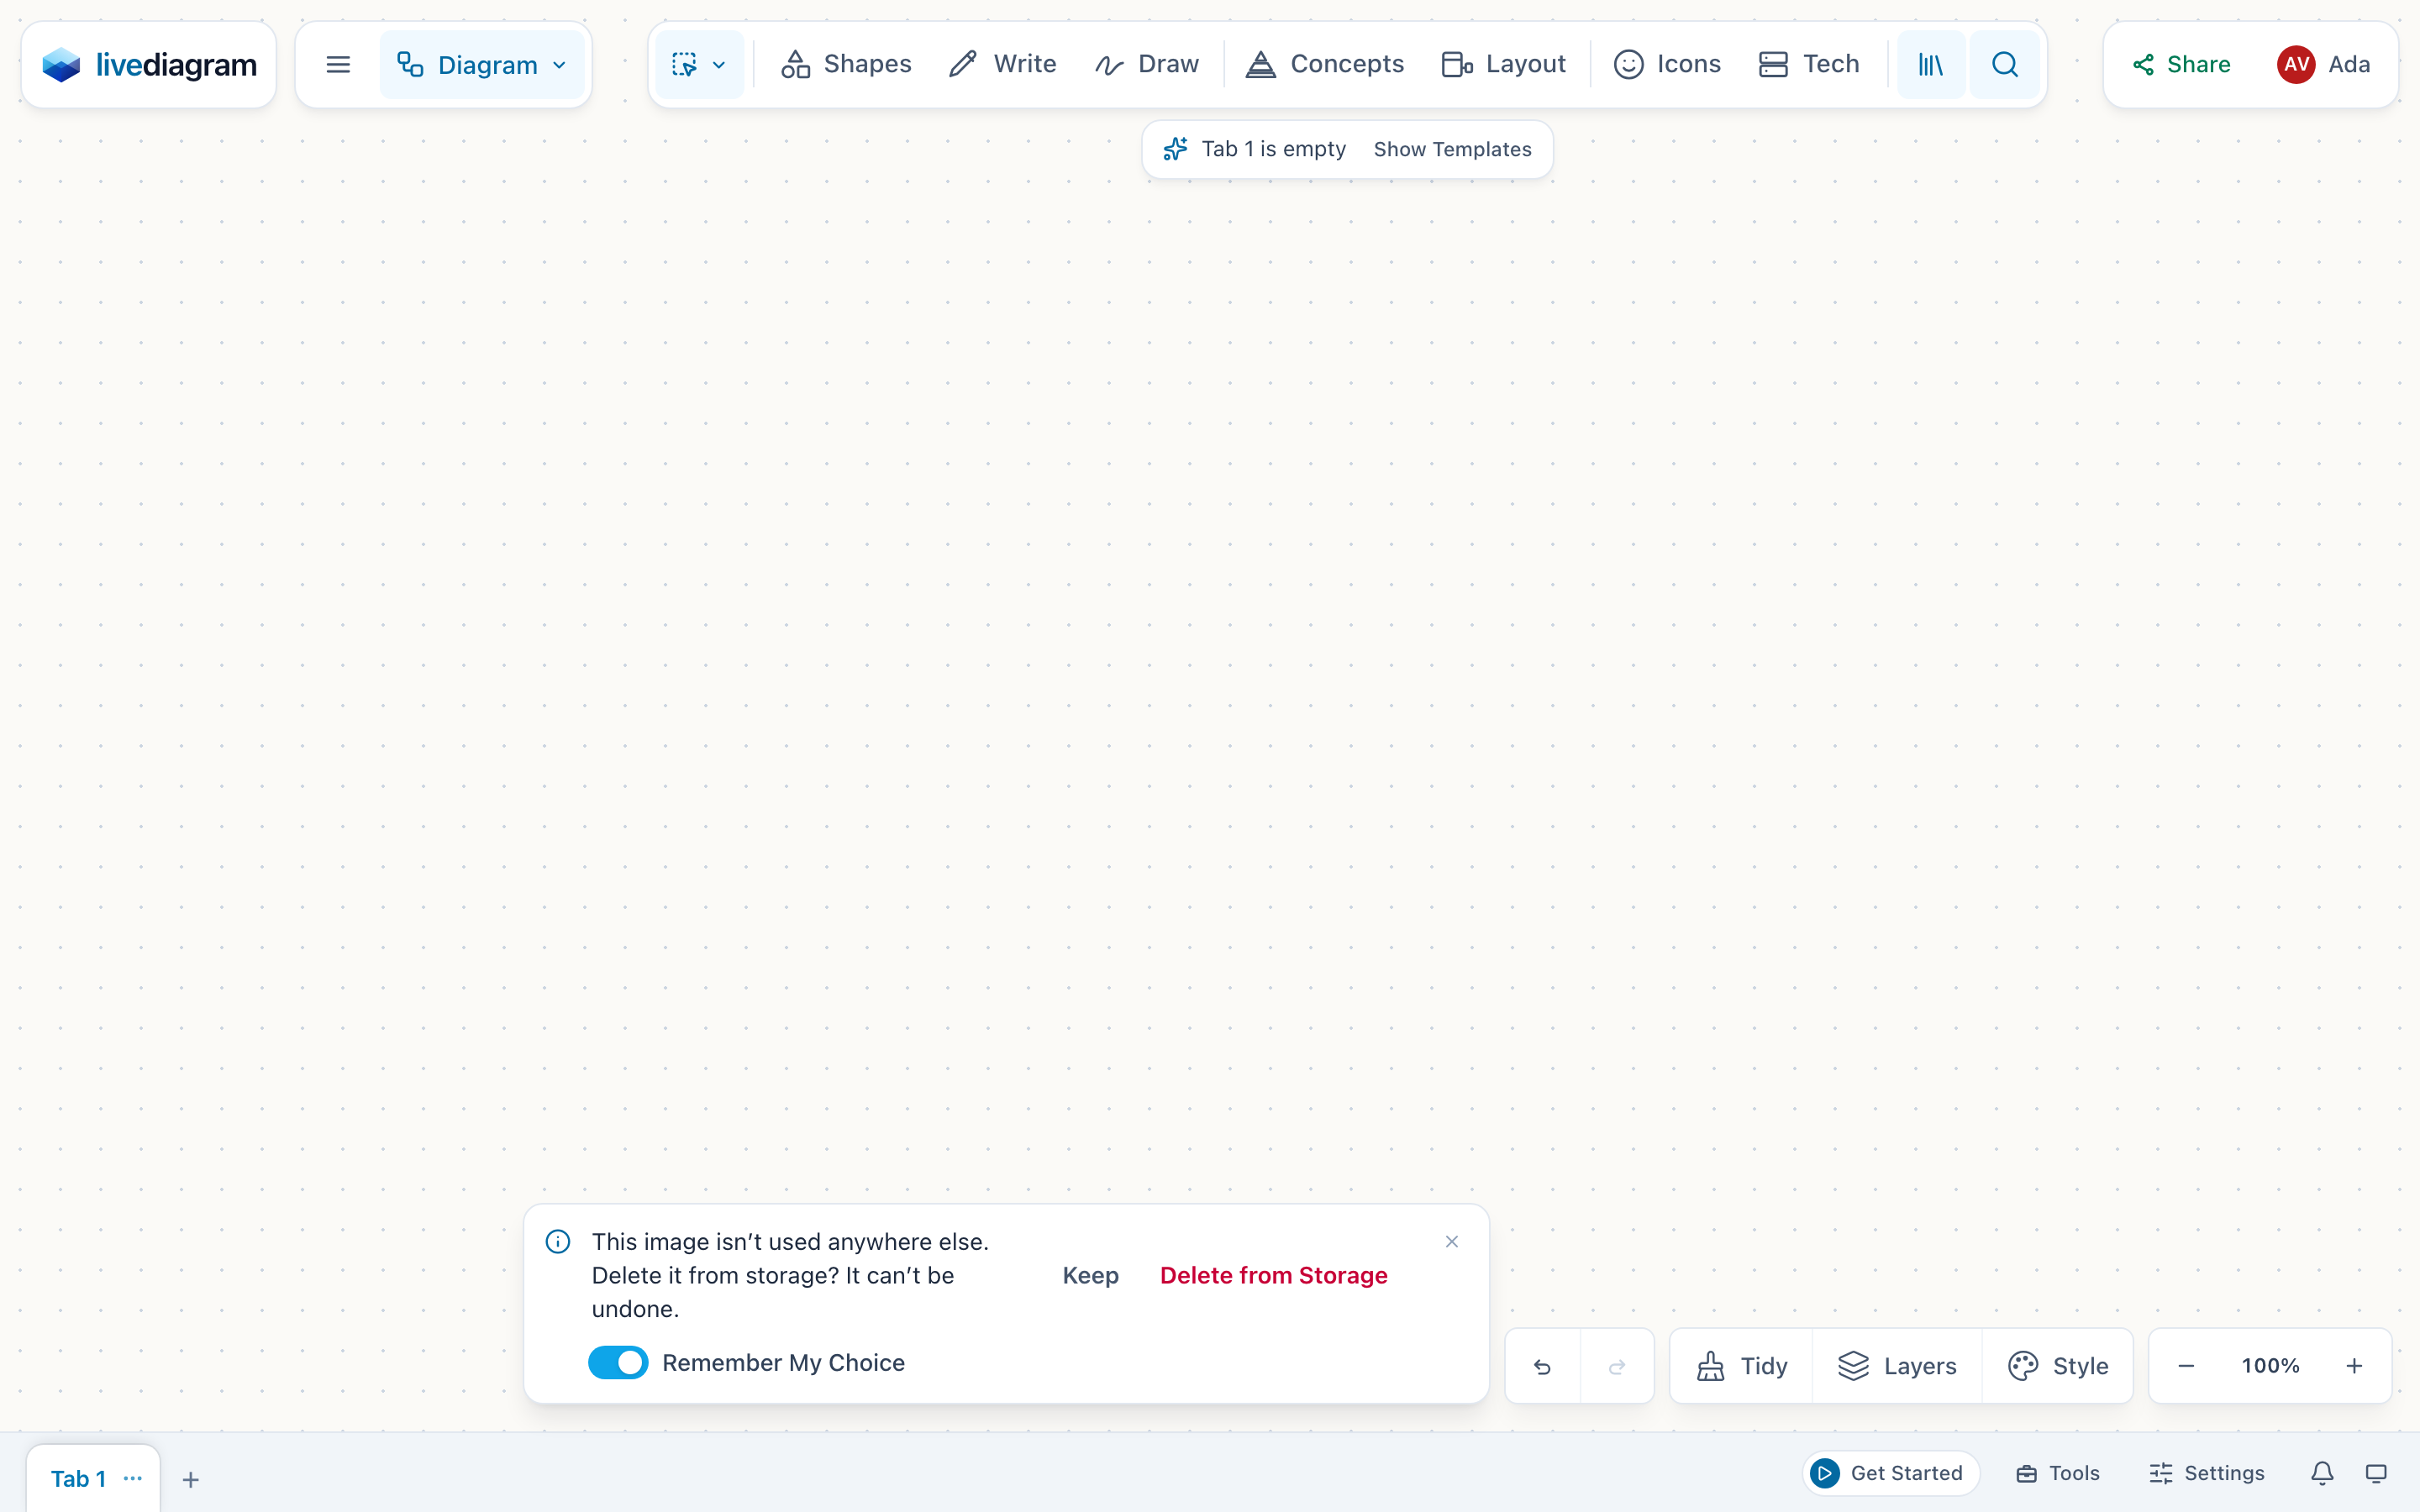 livediagram
Diagram
Shapes
Write
Draw
Concepts
Layout
Icons
Tech
Share
AV
Ada
Tab 1 is empty
Show Templates
This image isn’t used anywhere else.
Delete it from storage? It can’t be
undone.
Keep
Delete from Storage
Remember My Choice
Tidy
Layers
Style
100%
Tab 1
Get Started
Tools
Settings